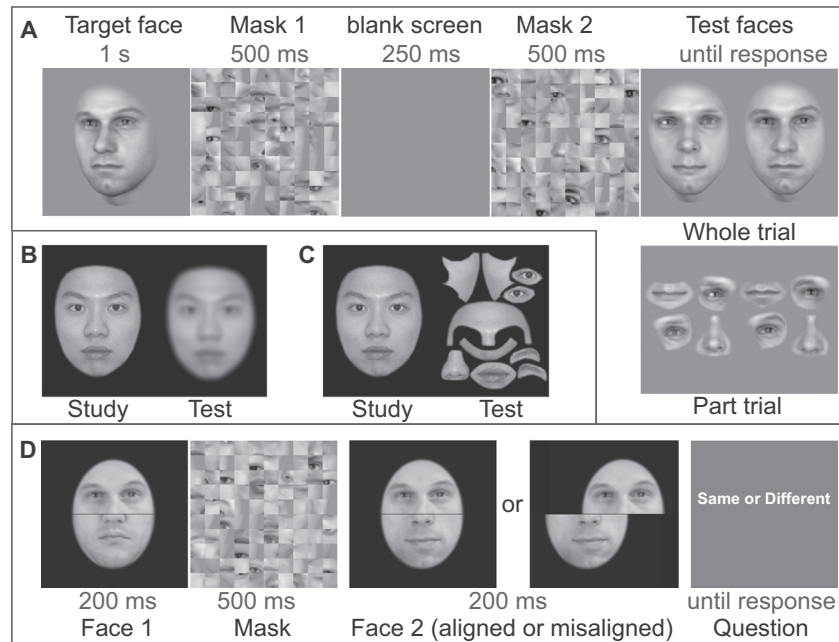 A
Target face Mask 1 blank screen Mask 2 Test faces
1 s 500 ms 250 ms 500 ms until response
Whole trial
B
Study Test
C
Study Test
Part trial
D
or
Same or Different
200 ms 500 ms 200 ms until response
Face 1 Mask Face 2 (aligned or misaligned) Question